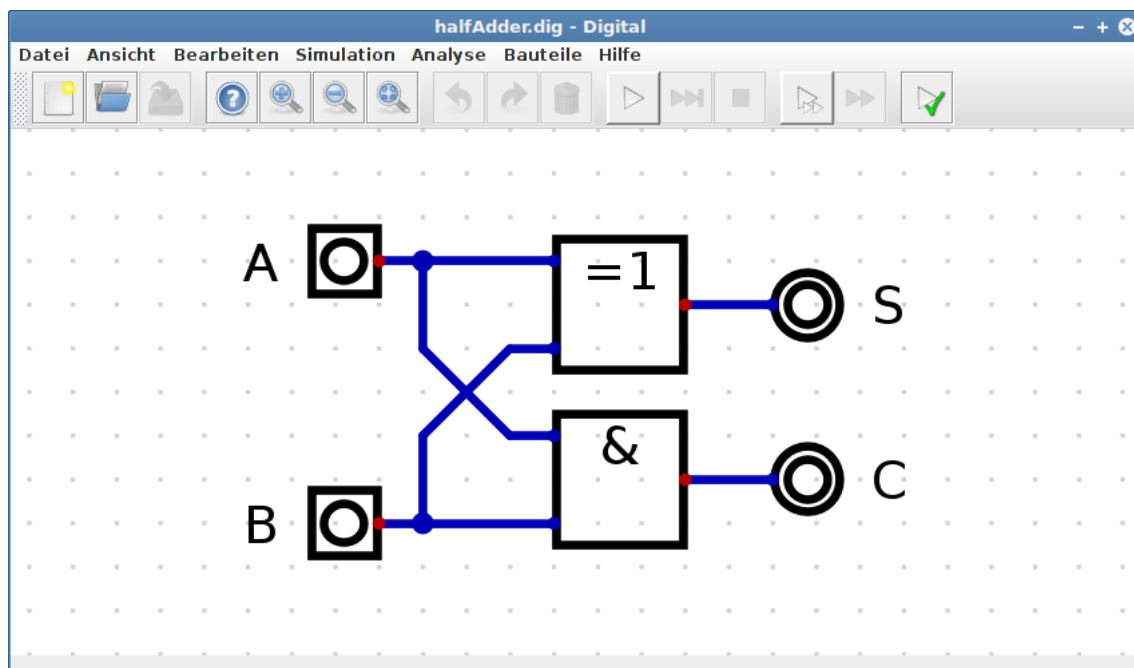 halfAdder.dig - Digital
Datei Ansicht Bearbeiten Simulation Analyse Bauteile Hilfe
A
=1
S
&
C
B